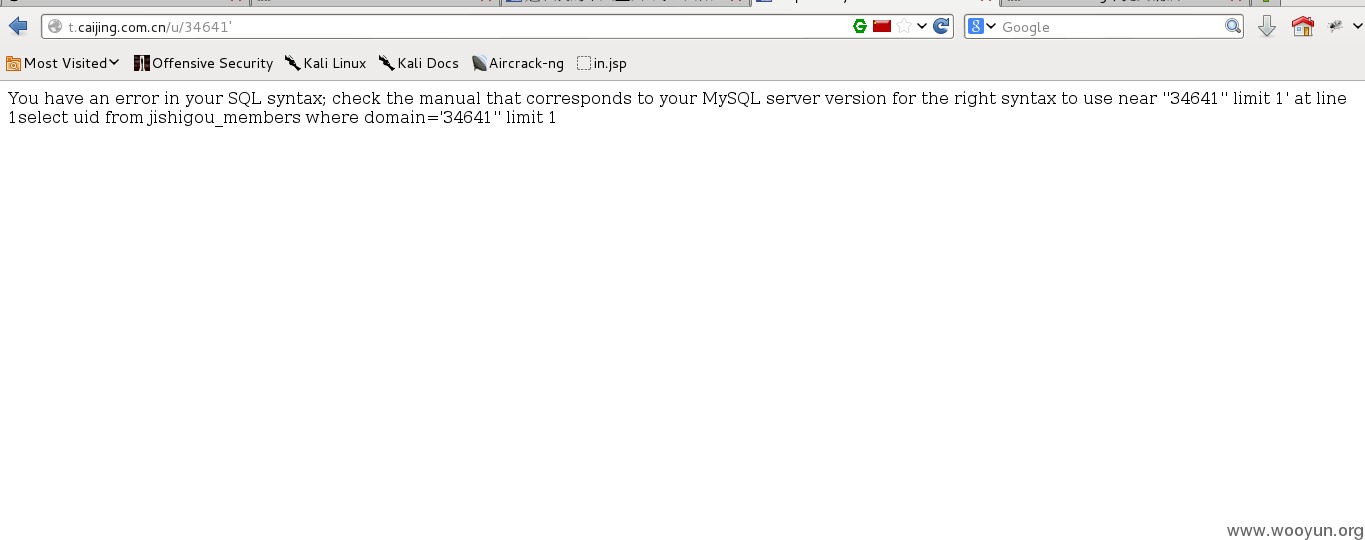 t.caijing.com.cn/u/34641'
Google
Most Visited Offensive Security Kali Linux Kali Docs Aircrack-ng in.jsp
You have an error in your SQL syntax; check the manual that corresponds to your MySQL server version for the right syntax to use near ''34641'' limit 1' at line
1select uid from jishigou_members where domain='34641'' limit 1
www.wooyun.org